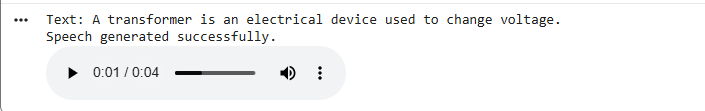 Text: A transformer is an electrical device used to change voltage.
Speech generated successfully.
0:01 / 0:04